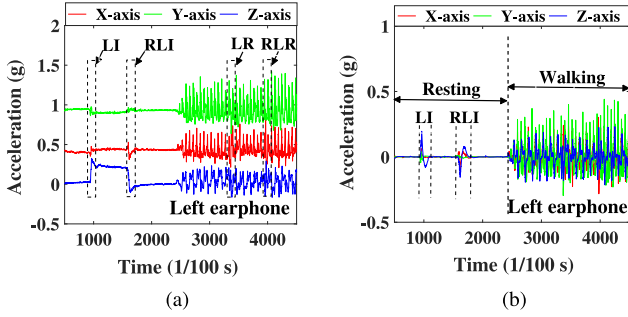 X-axis Y-axis Z-axis
2
1.5
1
0.5
0
-0.5
Acceleration (g)
LI RLI LR RLR
Left earphone
1000 2000 3000 4000
Time (1/100 s)
(a)
X-axis Y-axis Z-axis
1
0.5
0
-0.5
Acceleration (g)
Resting Walking
LI RLI
Left earphone
1000 2000 3000 4000
Time (1/100 s)
(b)